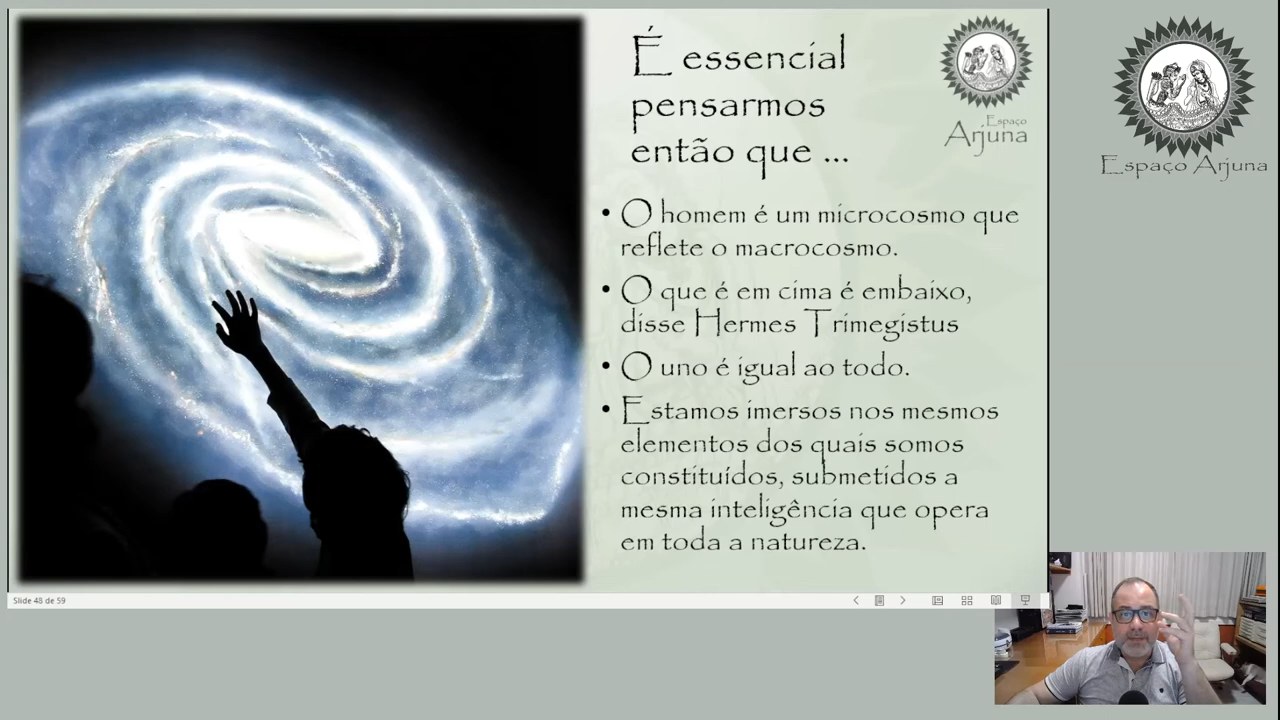 É essencial
pensarmos
então que ...
Espaço
Arjuna
Espaço Arjuna
• O homem é um microcosmo que
reflete o macrocosmo.
• O que é em cima é embaixo,
disse Hermes Trimegistus
• O uno é igual ao todo.
• Estamos imersos nos mesmos
elementos dos quais somos
constituídos, submetidos a
mesma inteligência que opera
em toda a natureza.
Slide 48 de 59